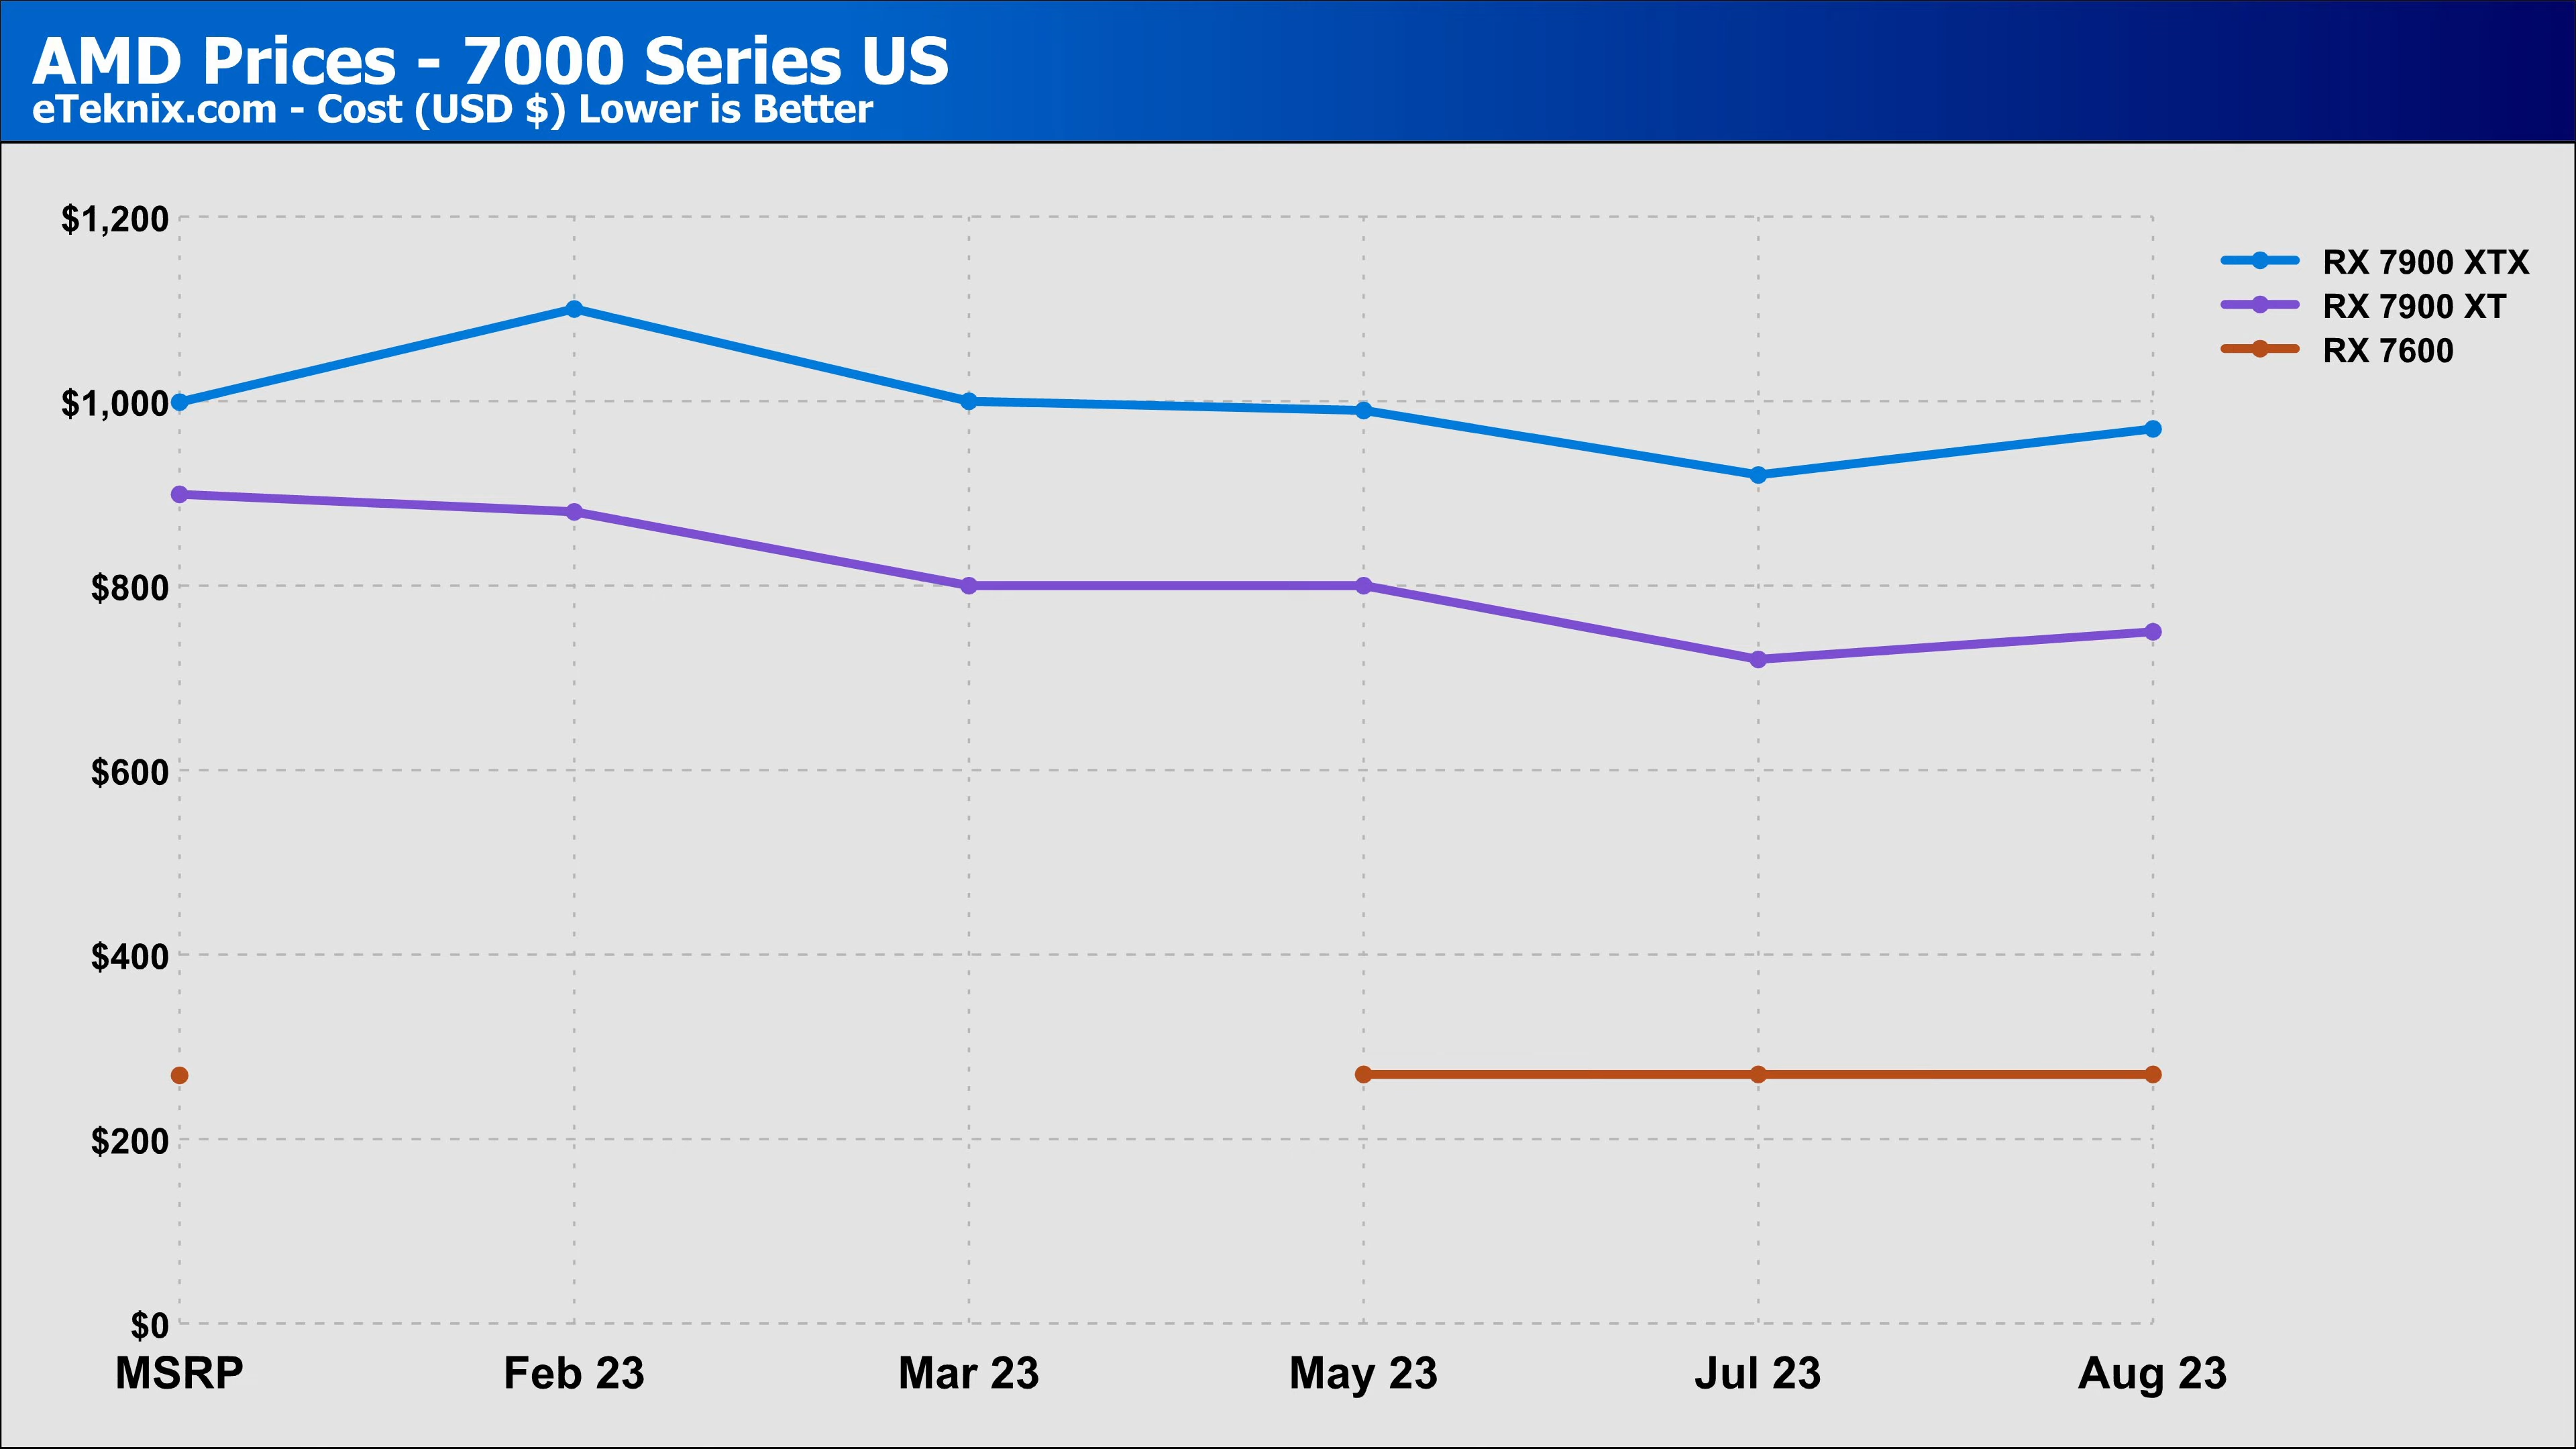 AMD Prices - 7000 Series US
eTeknix.com - Cost (USD $) Lower is Better
$1,200
$1,000
$800
$600
$400
$200
$0
MSRP Feb 23 Mar 23 May 23 Jul 23 Aug 23
RX 7900 XTX
RX 7900 XT
RX 7600